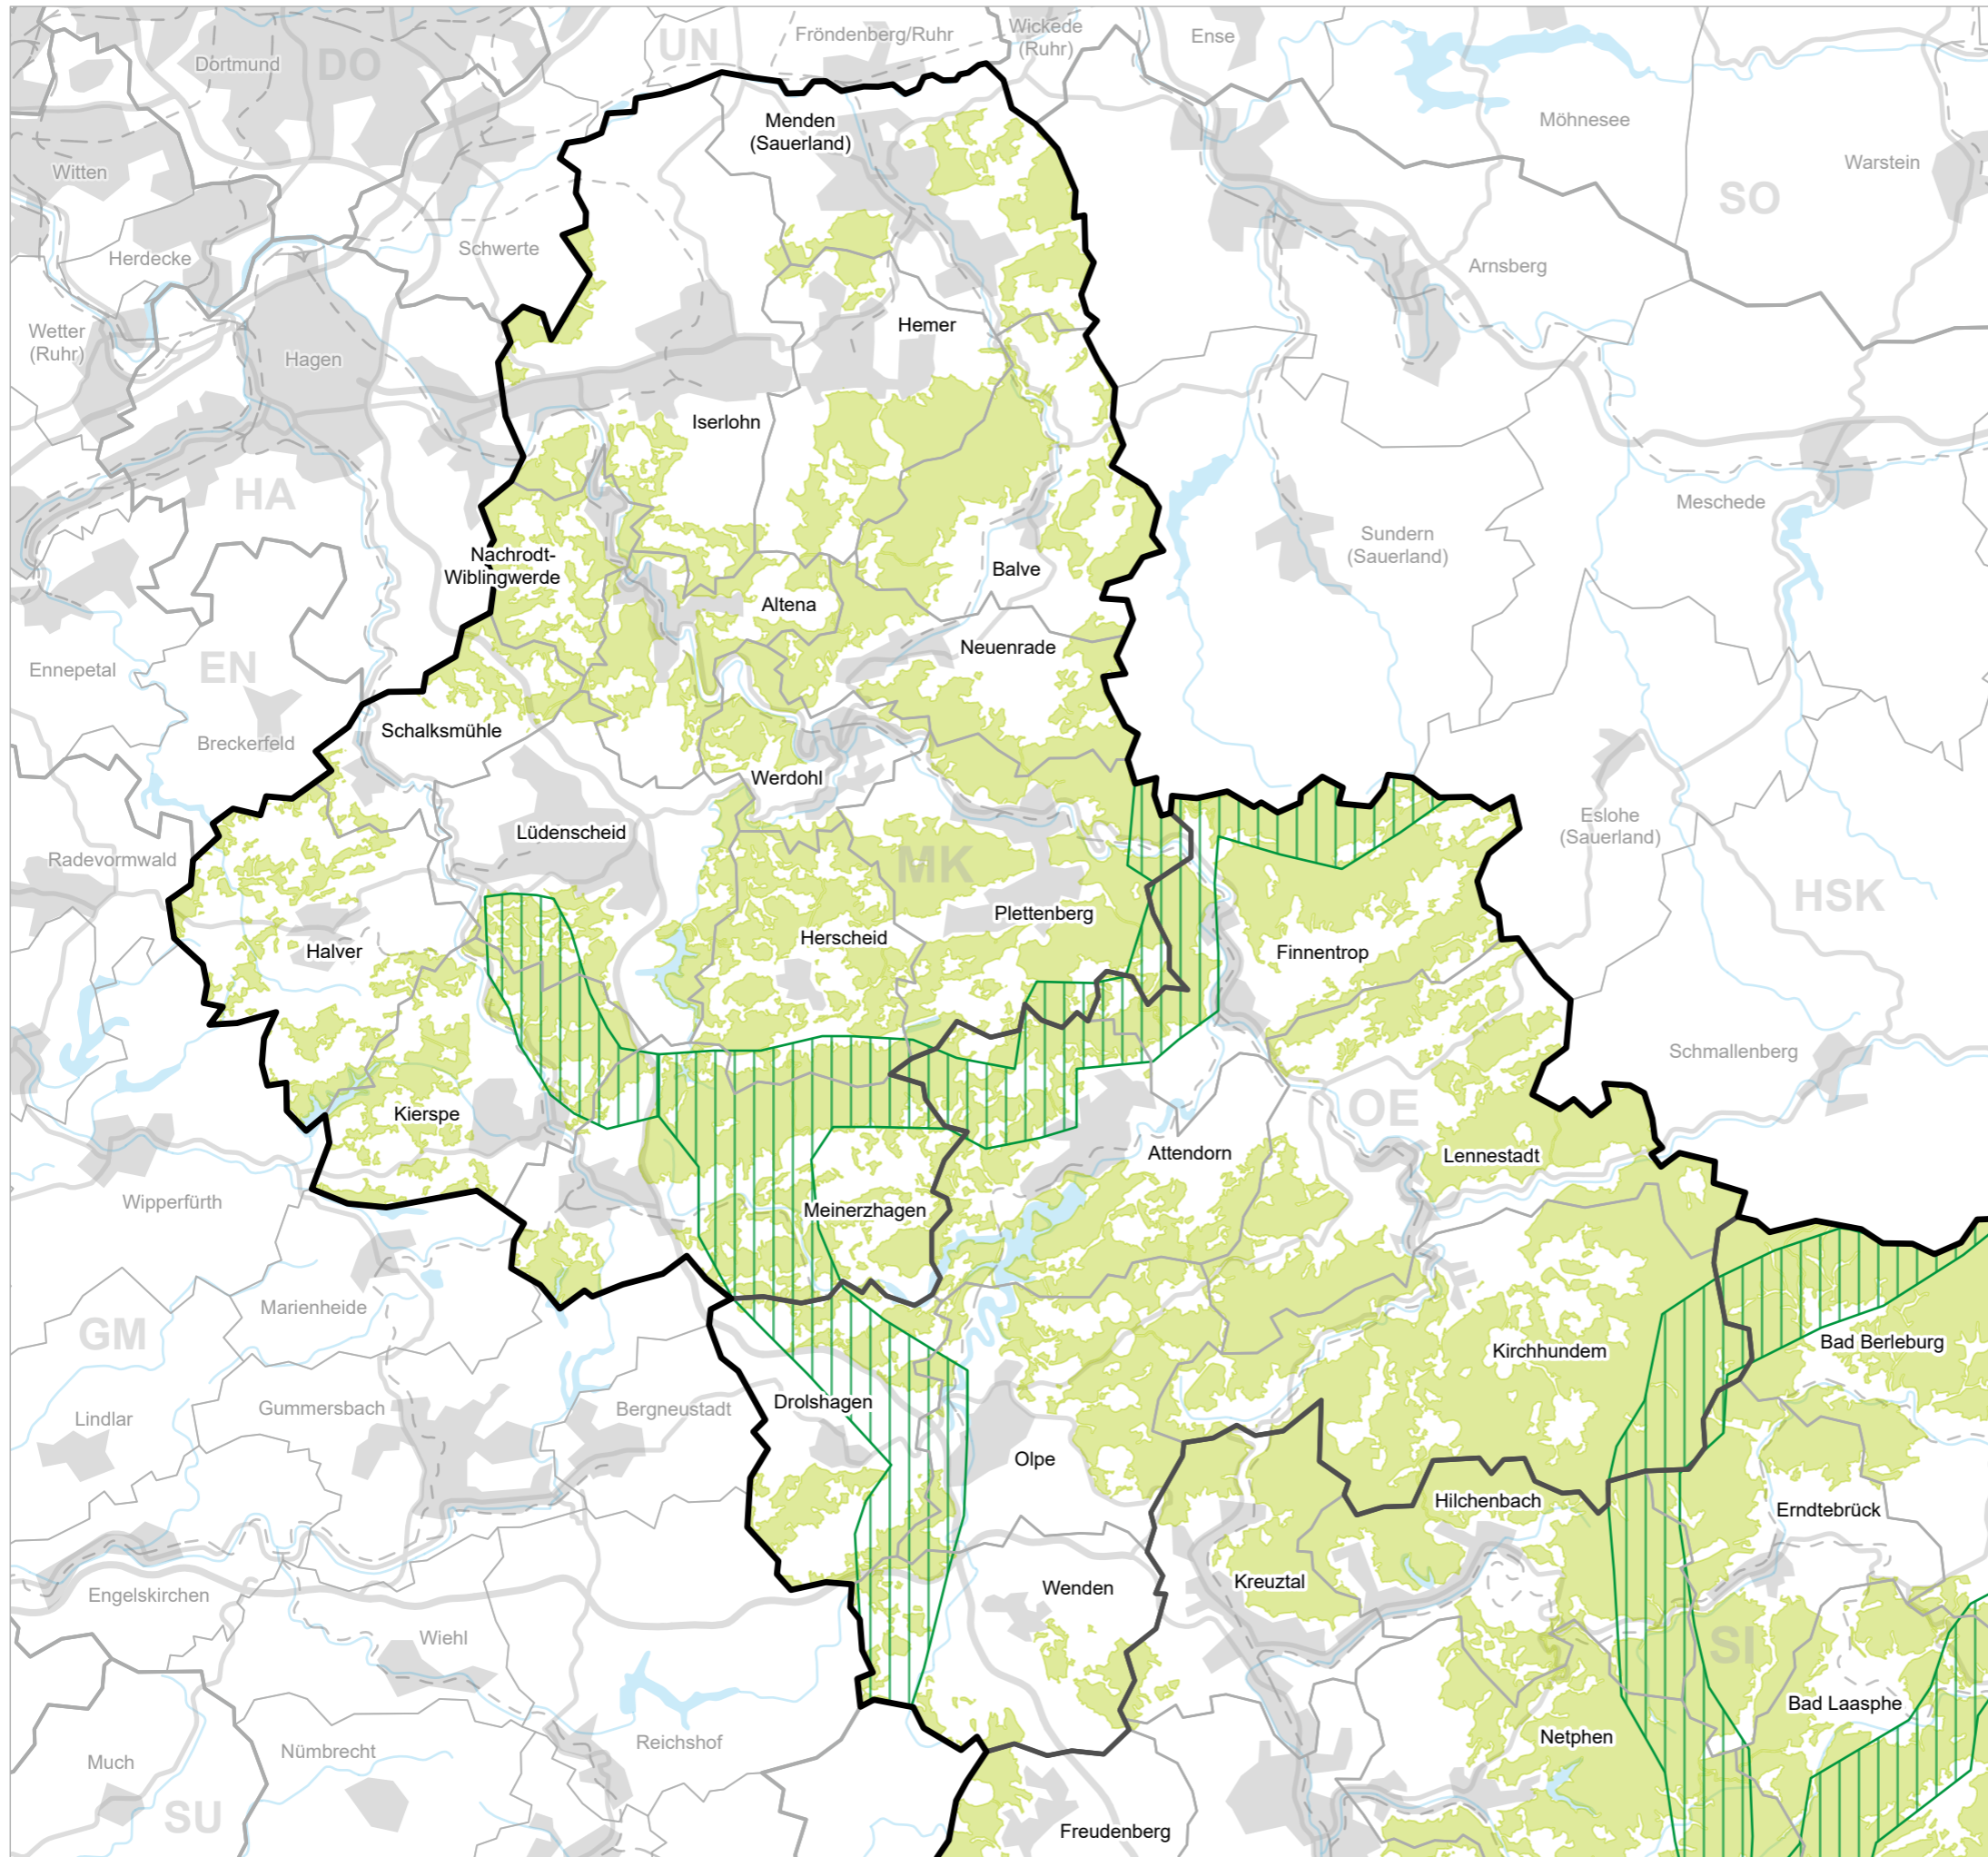 Wickede
(Ruhr)
Fröndenberg/Ruhr
Ense
UN
Dortmund
DO
Menden
(Sauerland)
Möhnesee
Warstein
Witten
SO
Schwerte
Herdecke
Arnsberg
Hemer
Wetter
(Ruhr)
Hagen
Iserlohn
HA
Meschede
Sundern
(Sauerland)
Nachrodt-
Wiblingwerde
Balve
Altena
Neuenrade
Ennepetal
EN
Schalksmühle
Breckerfeld
Werdohl
Eslohe
(Sauerland)
Lüdenscheid
Radevormwald
MK
HSK
Plettenberg
Herscheid
Halver
Finnentrop
Schmallenberg
OE
Kierspe
Attendorn
Lennestadt
Wipperfürth
Meinerzhagen
Marienheide
GM
Bad Berleburg
Kirchhundem
Drolshagen
Gummersbach
Bergneustadt
Lindlar
Olpe
Hilchenbach
Erndtebrück
Kreuztal
Wenden
Engelskirchen
Wiehl
SI
Bad Laasphe
Netphen
Reichshof
Nümbrecht
Much
SU
Freudenberg